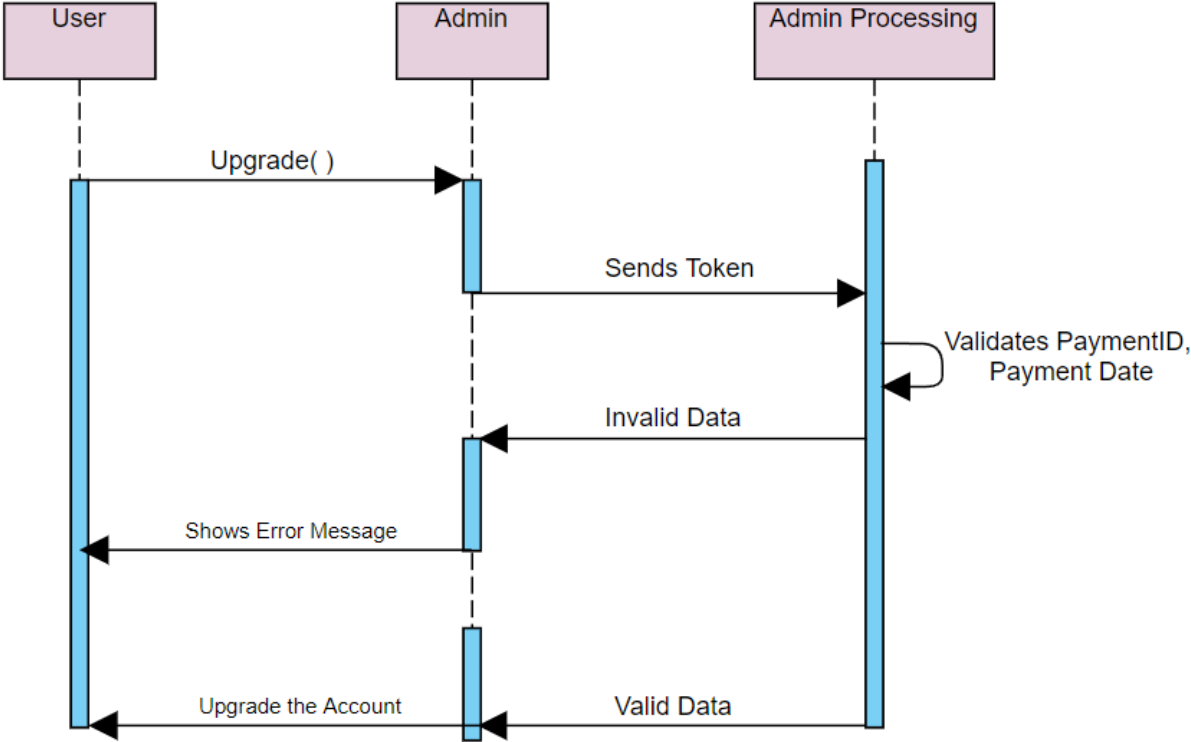 User
Admin
Admin Processing
Upgrade( )
Sends Token
Validates PaymentID,
Payment Date
Invalid Data
Shows Error Message
Upgrade the Account
Valid Data